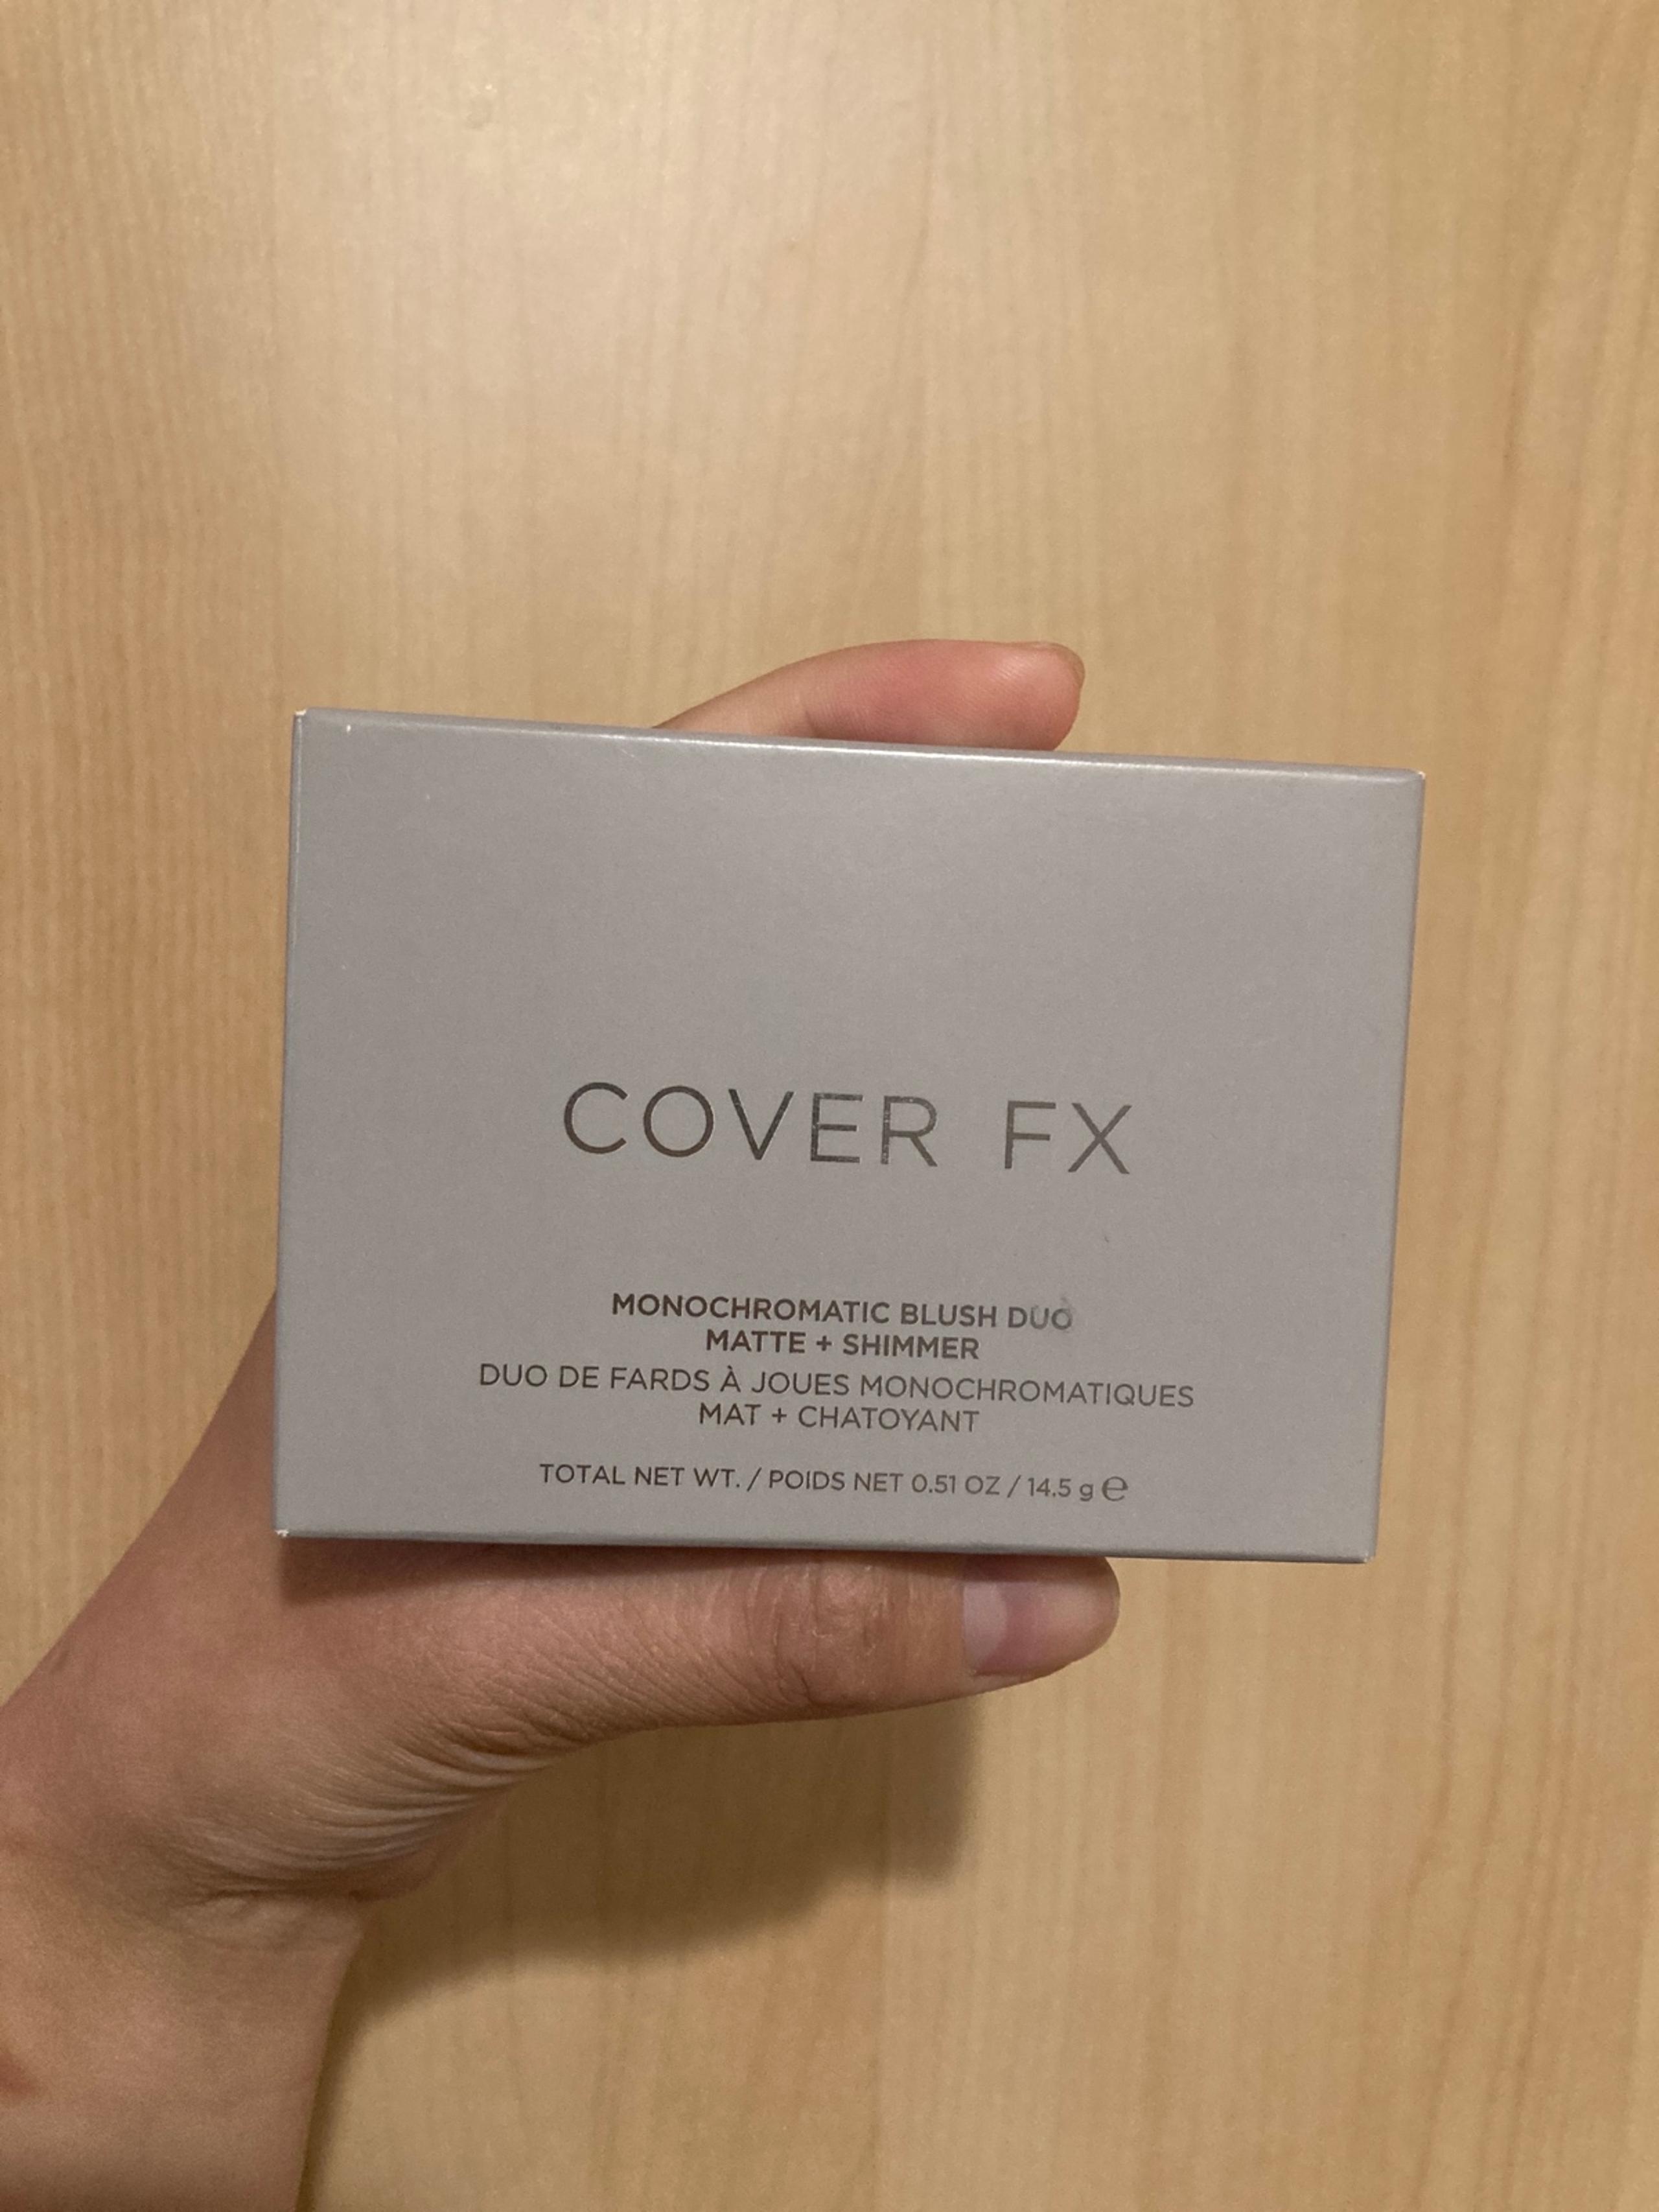 COVER FX
MONOCHROMATIC BLUSH DUO
MATTE + SHIMMER
DUO DE FARDS À JOUES MONOCHROMATIQUES
MAT + CHATOYANT
TOTAL NET WT. / POIDS NET 0.51 OZ / 14.5 g ℮